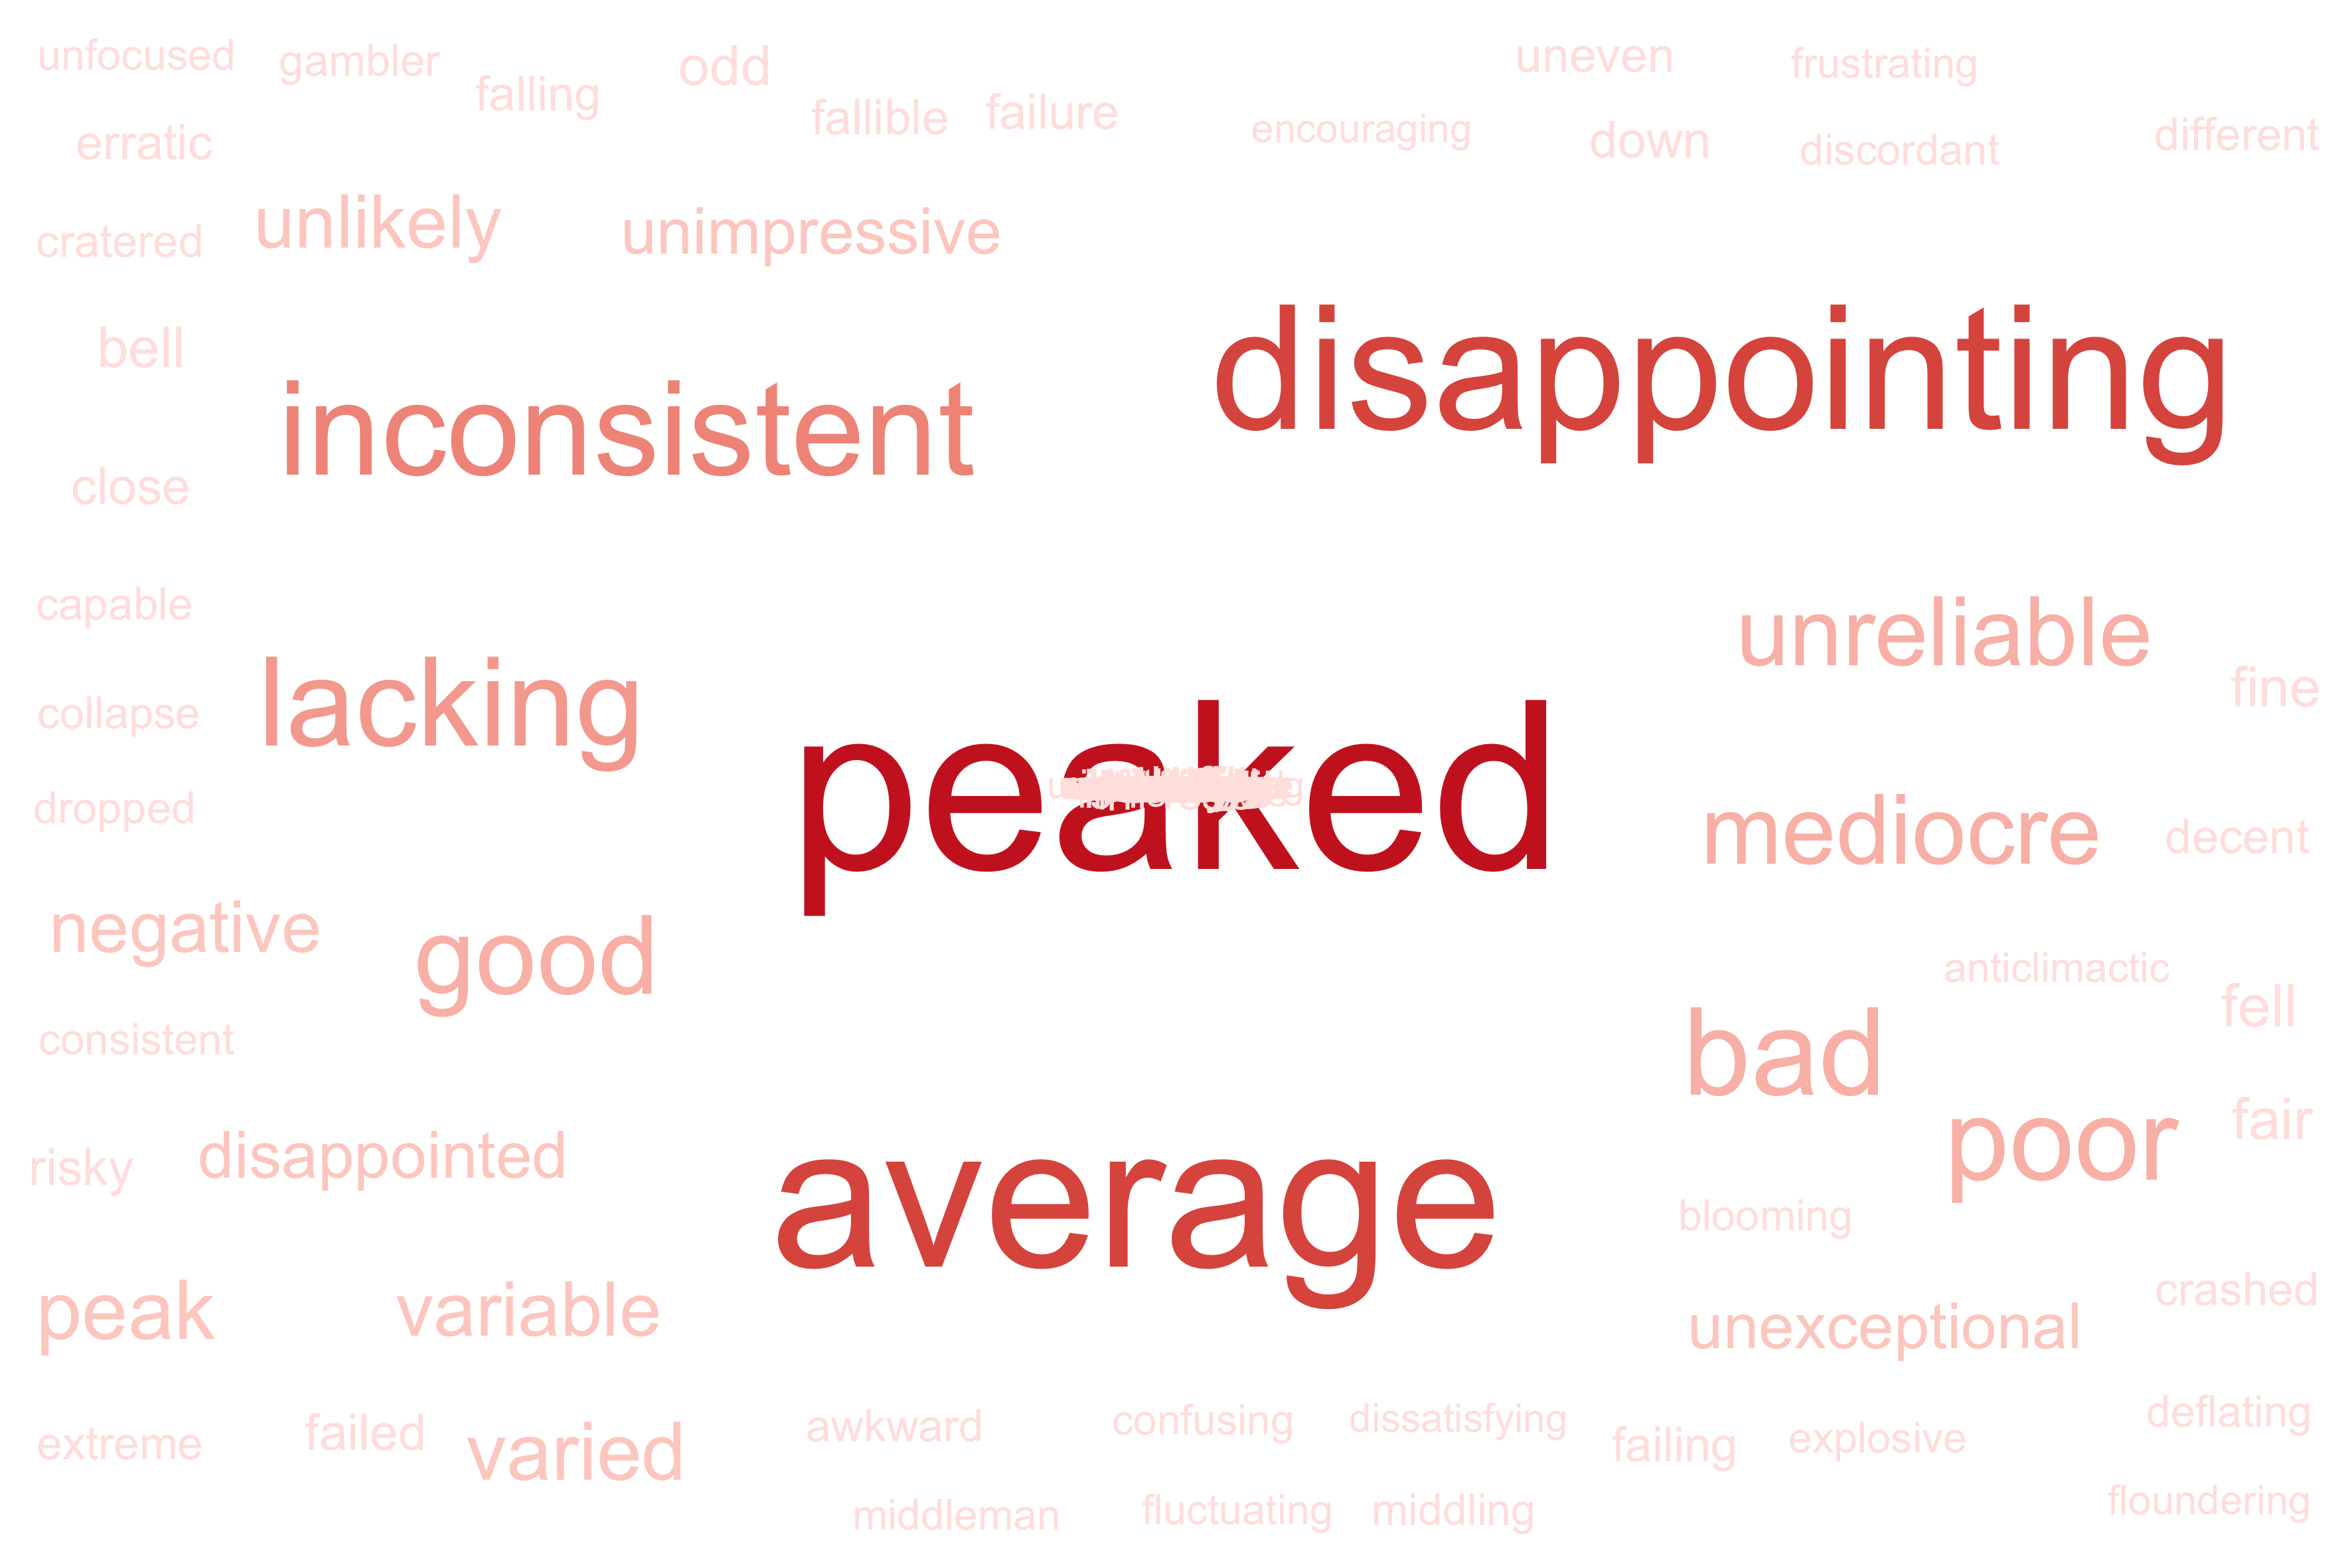 unfocused
gambler
falling
odd
fallible
failure
encouraging
uneven
down
frustrating
discordant
different
erratic
cratered
unlikely
unimpressive
bell
inconsistent
disappointing
close
capable
lacking
unreliable
fine
collapse
peaked
dropped
mediocre
decent
negative
good
anticlimactic
fell
consistent
bad
poor
fair
risky
disappointed
average
blooming
peak
variable
unexceptional
crashed
extreme
failed
varied
awkward
confusing
dissatisfying
failing
explosive
deflating
middleman
fluctuating
middling
floundering